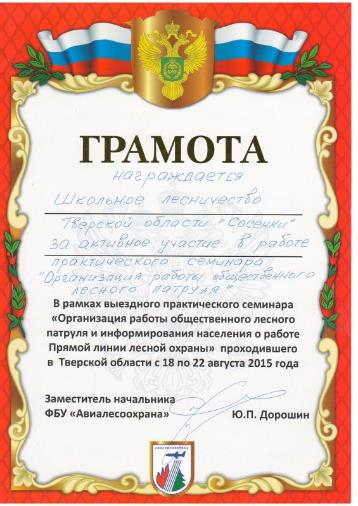 ГРАМОТА
награждается
Школьное лесничество
Тверской области "Сосенки"
за активное участие в работе
практического семинара
"Организация работы общественного
лесного патруля"
В рамках выездного практического семинара
«Организация работы общественного лесного
патруля и информирования населения о работе
Прямой линии лесной охраны» проходившего
в Тверской области с 18 по 22 августа 2015 года
Заместитель начальника
ФБУ «Авиалесоохрана» Ю.П. Дорошин
АВИАЛЕСООХРАНА